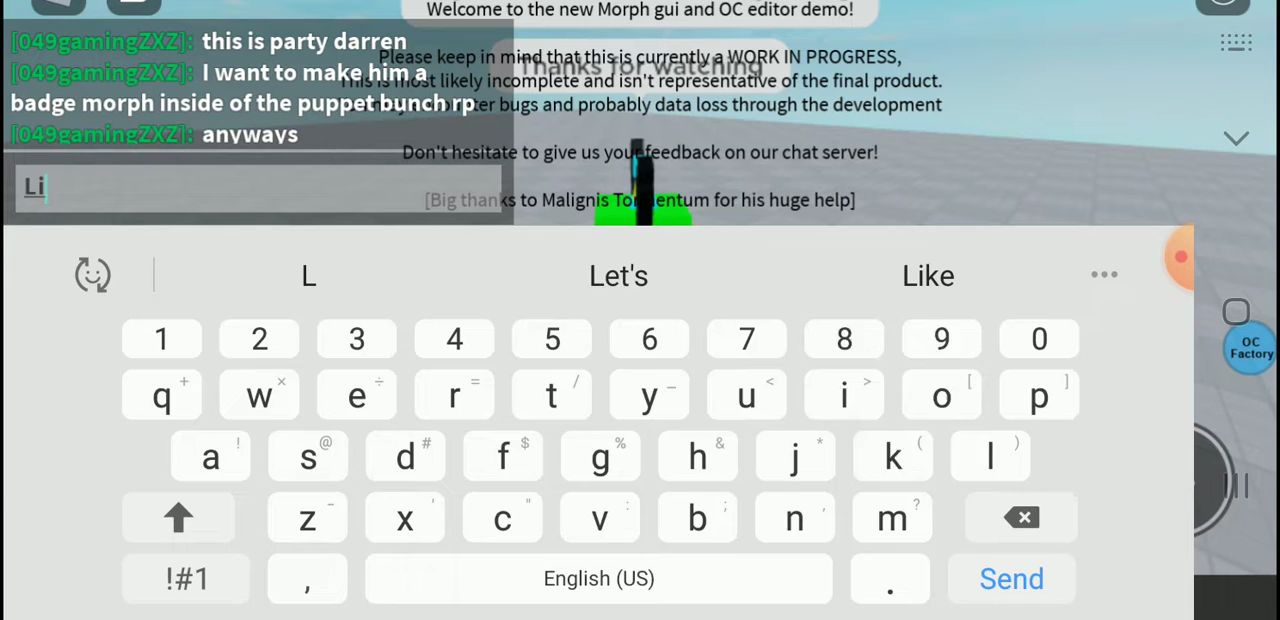 Welcome to the new Morph gui and OC editor demo!
[049gamingZXZ]: this is party darren
Please keep in mind that this is currently a WORK IN PROGRESS,
Thanks for watching
[049gamingZXZ]: I want to make him a
This is most likely incomplete and isn't representative of the final product.
badge morph inside of the puppet bunch rp
bugs and probably data loss through the development
[049gamingZXZ]: anyways
Don't hesitate to give us your feedback on our chat server!
Li
[Big thanks to Malignis Tormentum for his huge help]
L Let's Like
1 2 3 4 5 6 7 8 9 0
q + w × e ÷ r = t / y _ u < i > o [ p ]
a ! s @ d # f $ g % h & j * k ( l )
z - x ' c " v : b ; n , m ?
!#1 , English (US) . Send
OC
Factory